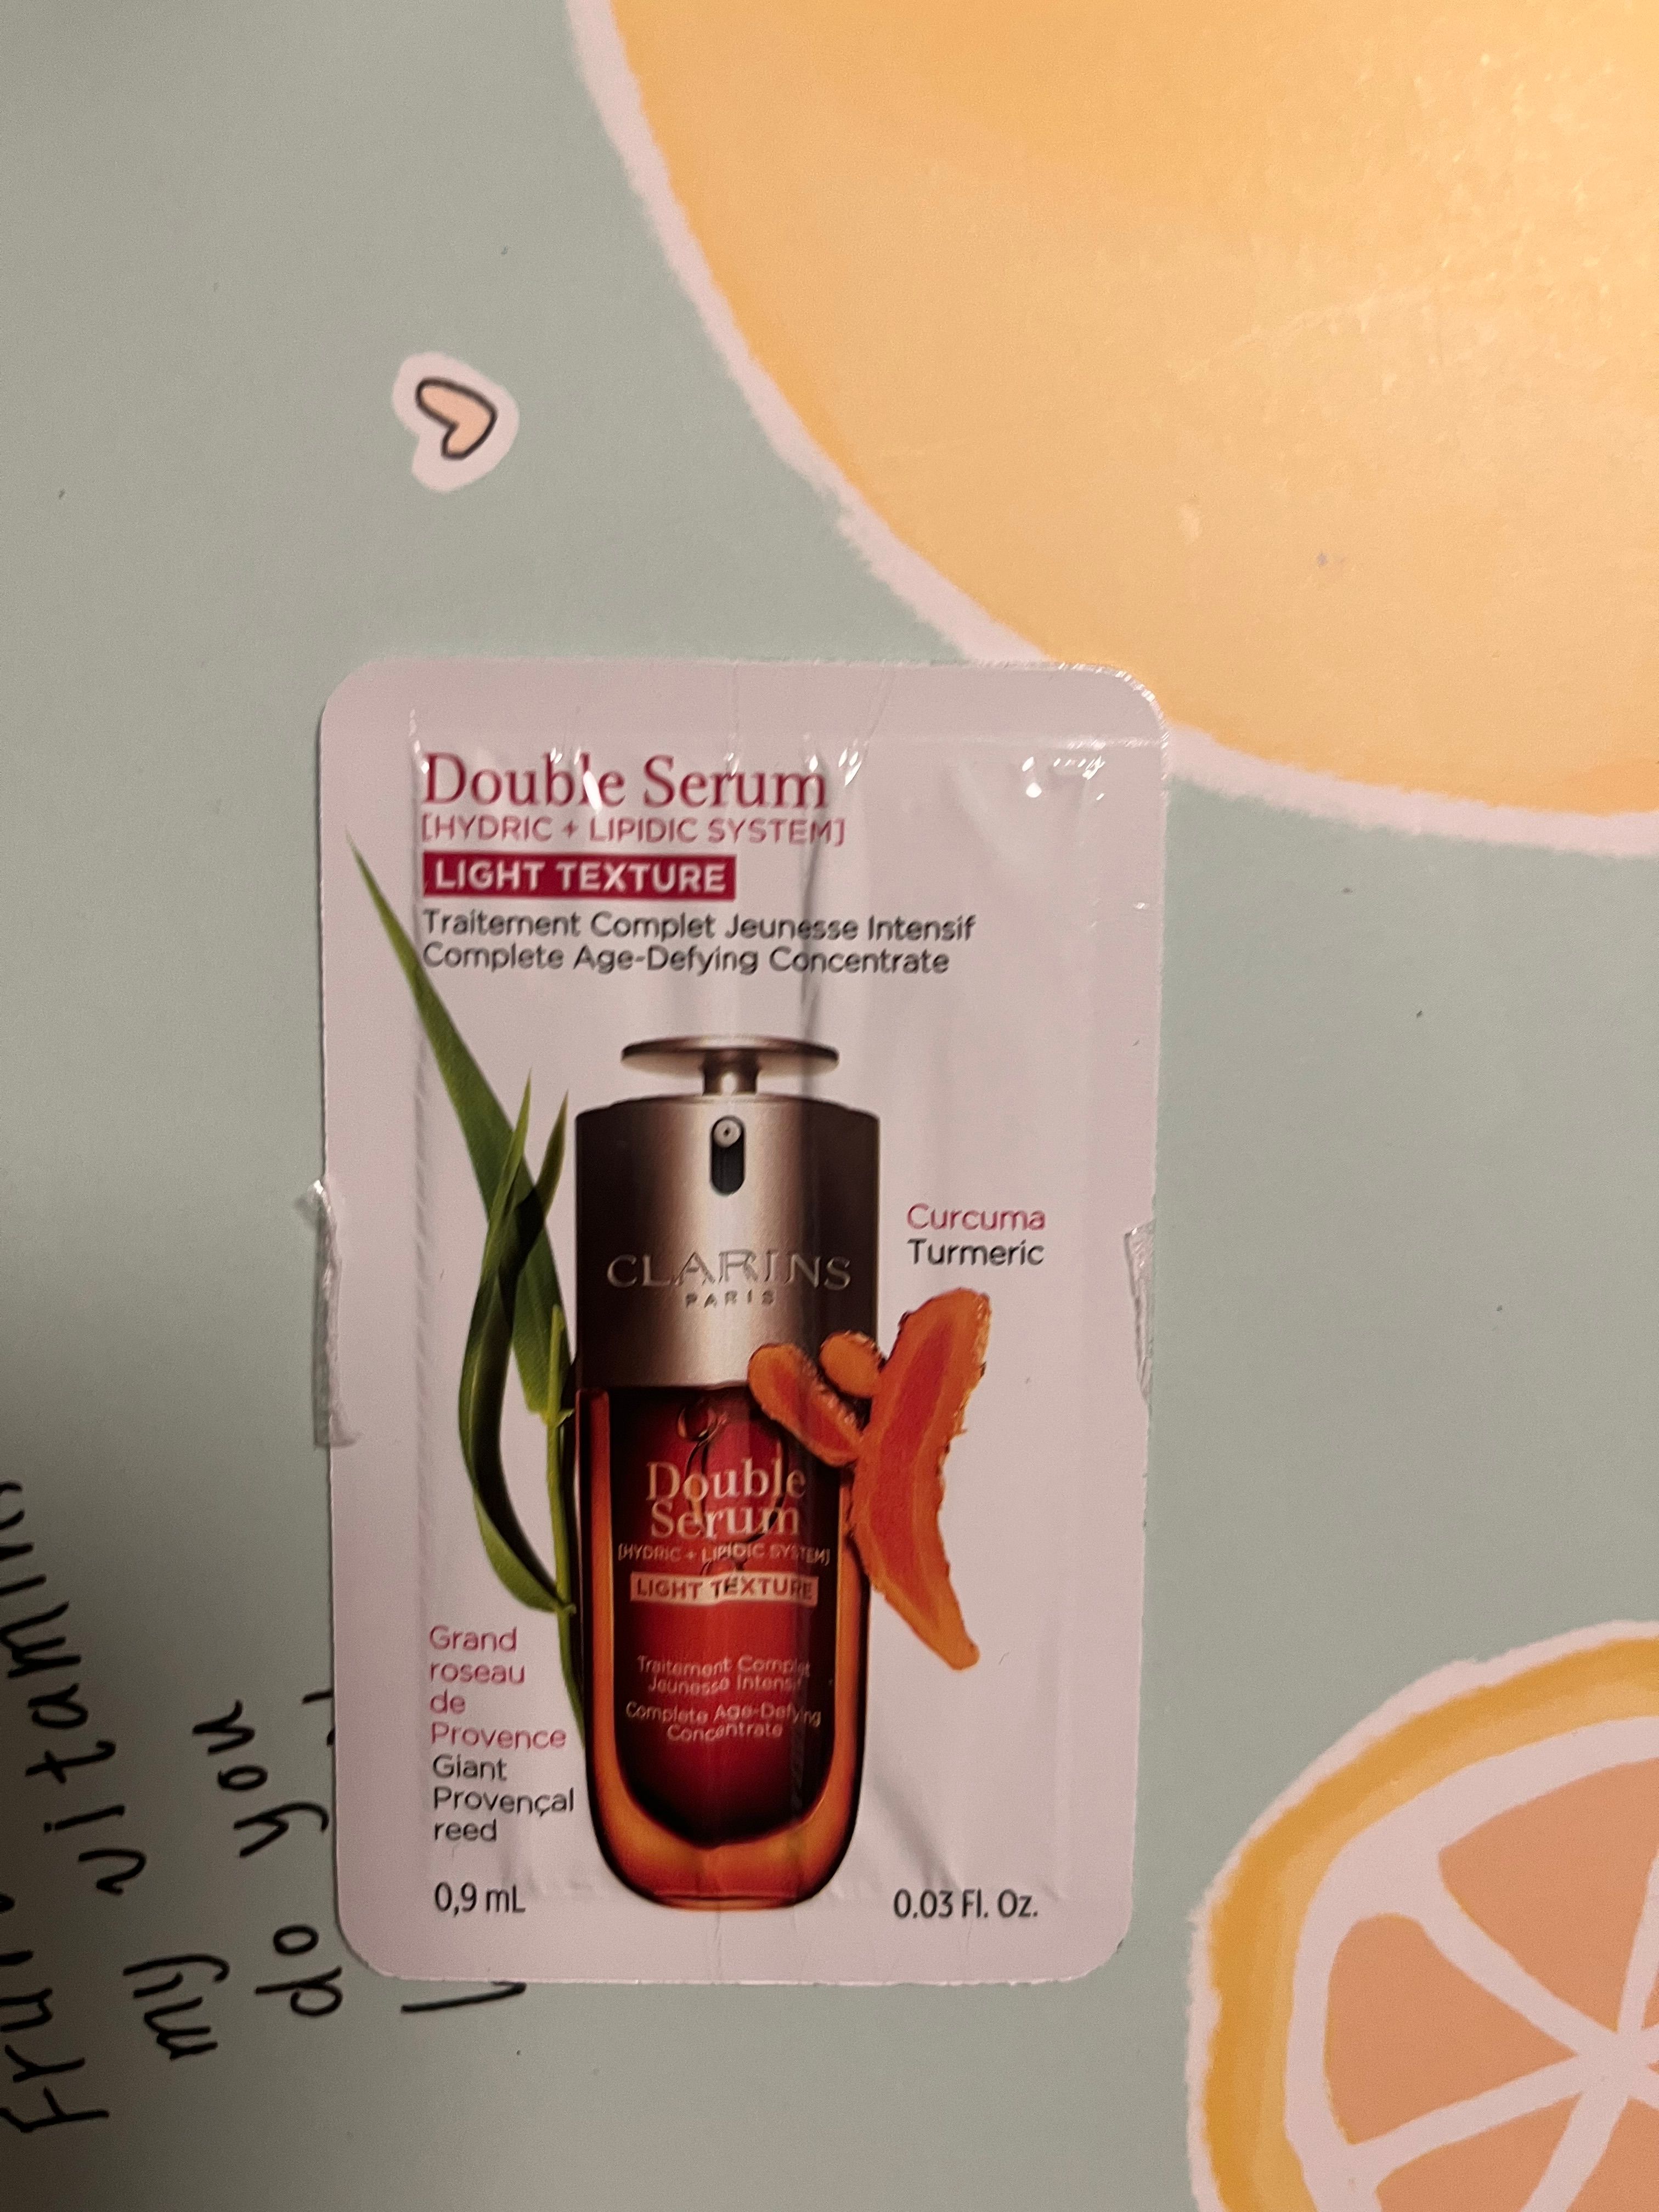 Double Serum
[HYDRIC + LIPIDIC SYSTEM]
LIGHT TEXTURE
Traitement Complet Jeunesse Intensif
Complete Age-Defying Concentrate
CLARINS
PARIS
Curcuma
Turmeric
Double
Serum
[HYDRIC + LIPIDIC SYSTEM]
LIGHT TEXTURE
Traitement Complet
Jeunesse Intensif
Complete Age-Defying
Concentrate
Grand
roseau
de
Provence
Giant
Provençal
reed
0,9 mL
0.03 Fl. Oz.
my vitamin
do you